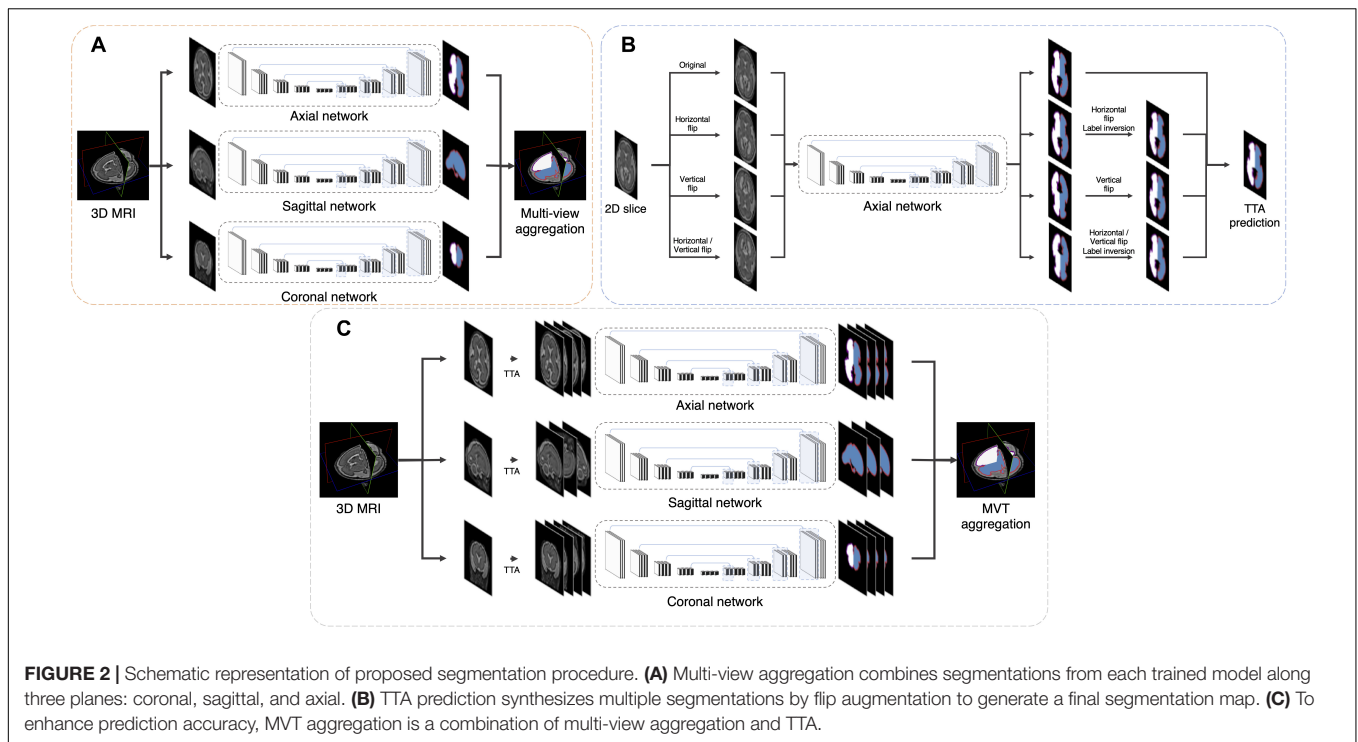 A
3D MRI
Axial network
Sagittal network
Coronal network
Multi-view
aggregation
B
2D slice
Original
Horizontal
flip
Vertical
flip
Horizontal /
Vertical flip
Axial network
Horizontal
flip
Label inversion
Vertical
flip
Horizontal /
Vertical flip
Label inversion
TTA
prediction
C
3D MRI
TTA
Axial network
TTA
Sagittal network
TTA
Coronal network
MVT
aggregation
FIGURE 2 | Schematic representation of proposed segmentation procedure. (A) Multi-view aggregation combines segmentations from each trained model along
three planes: coronal, sagittal, and axial. (B) TTA prediction synthesizes multiple segmentations by flip augmentation to generate a final segmentation map. (C) To
enhance prediction accuracy, MVT aggregation is a combination of multi-view aggregation and TTA.